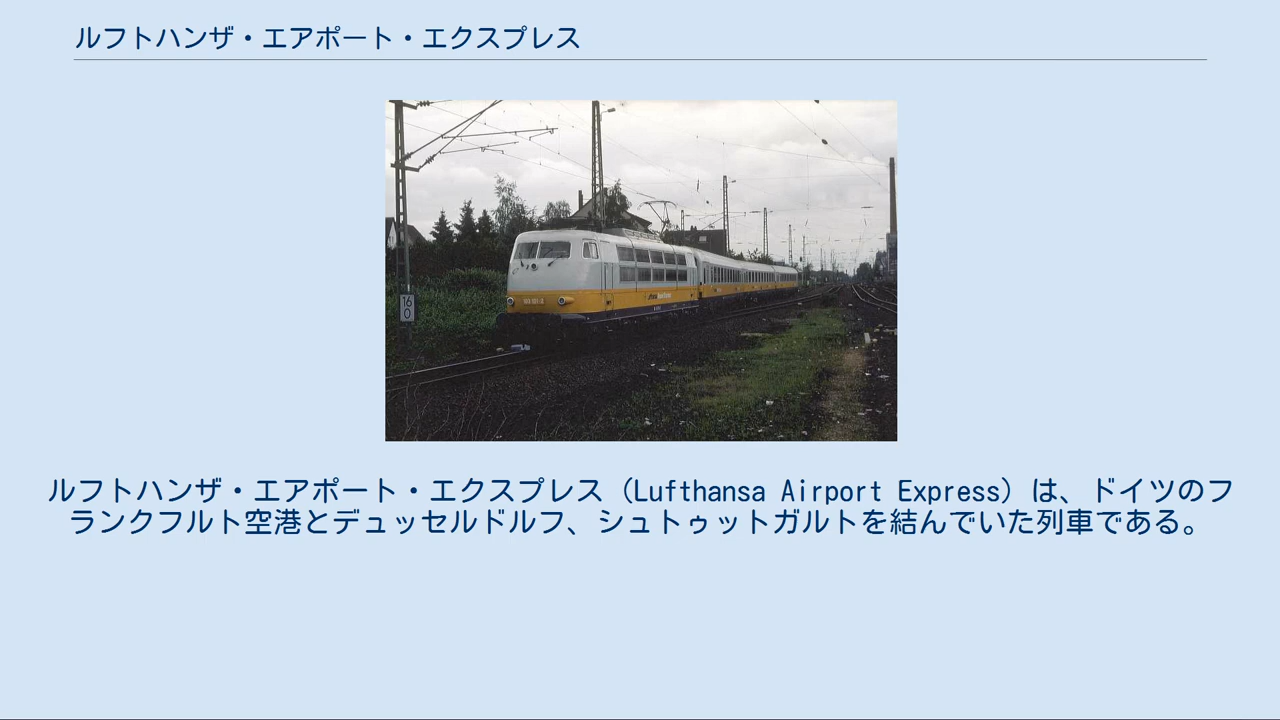 ルフトハンザ・エアポート・エクスプレス
16
0
ルフトハンザ・エアポート・エクスプレス（Lufthansa Airport Express）は、ドイツのフ
ランクフルト空港とデュッセルドルフ、シュトゥットガルトを結んでいた列車である。